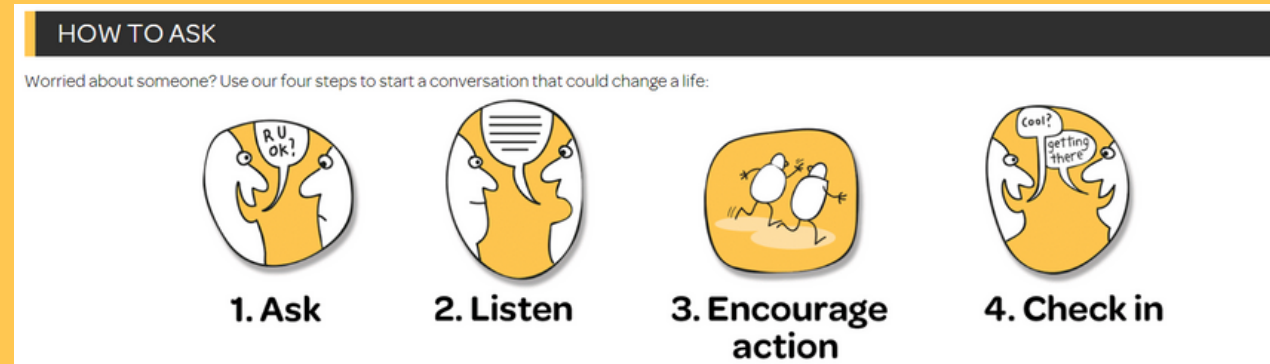 HOW TO ASK
Worried about someone? Use our four steps to start a conversation that could change a life:
R U
OK?
Cool?
getting
there
1. Ask
2. Listen
3. Encourage
action
4. Check in